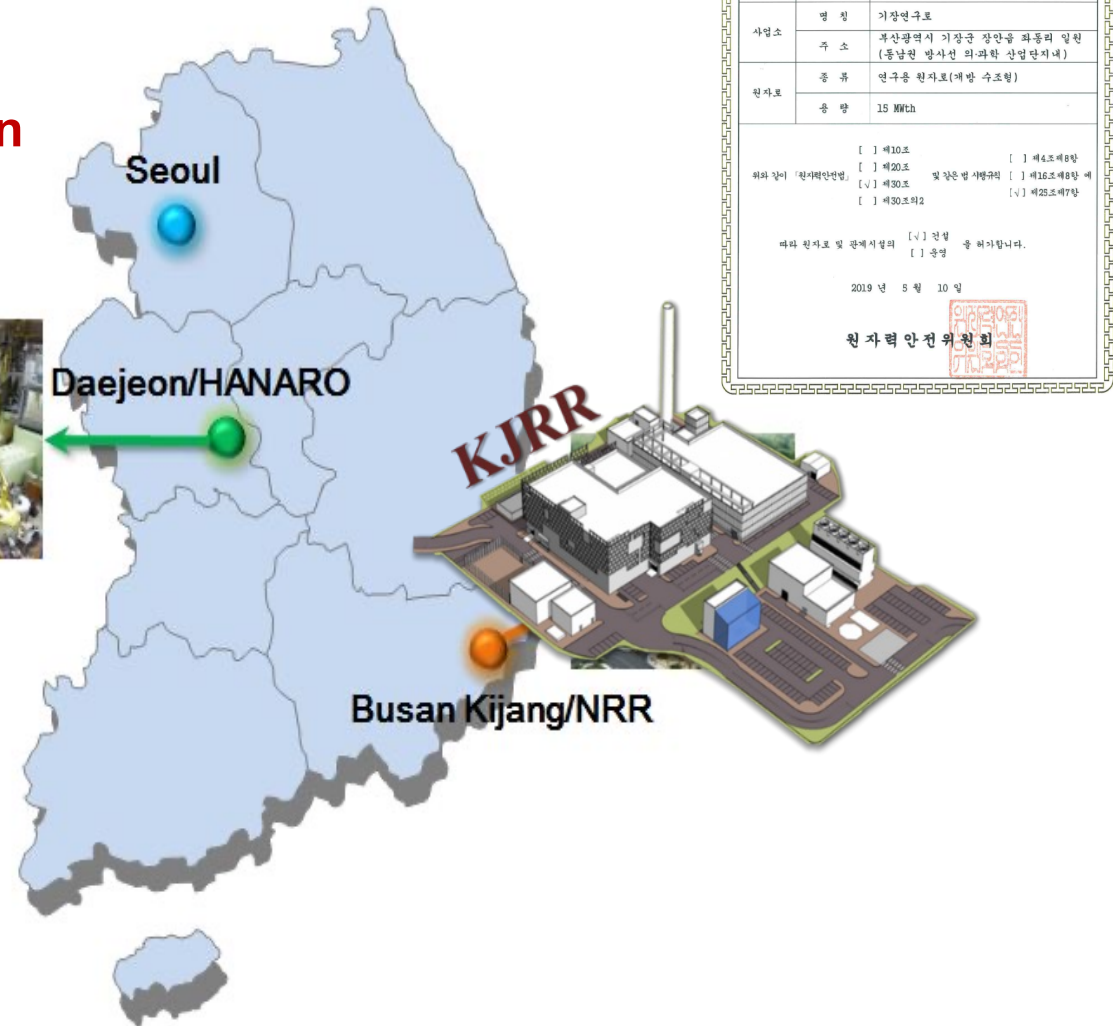 사업소
명 칭
기장연구로
주 소
부산광역시 기장군 장안읍 좌동리 일원
(동남권 방사선 의·과학 산업단지내)
원자로
종 류
연구용 원자로(개방 수조형)
용 량
15 MWth
위와 같이 「원자력안전법」
[ ] 제10조
[ ] 제20조
[√] 제30조
[ ] 제30조의2
및 같은 법 시행규칙
[ ] 제4조제8항
[ ] 제16조제8항 에
[√] 제25조제7항
따라 원자로 및 관계시설의
[√] 건설
[ ] 운영
을 허가합니다.
2019 년 5 월 10 일
원자력안전위원회
n
Seoul
Daejeon/HANARO
KJRR
Busan Kijang/NRR